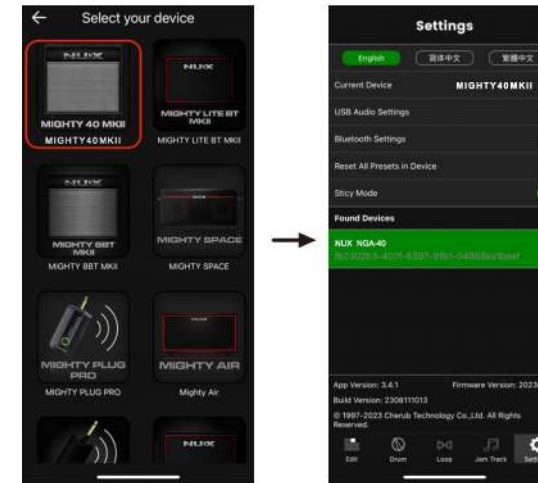 ← Select your device
NUX
MIGHTY 40 MKII
MIGHTY40MKII
NUX
MIGHTY LITE BT
MKII
MIGHTY LITE BT MKII
NUX
MIGHTY 8BT
MKII
MIGHTY 8BT MKII
MIGHTY SPACE
MIGHTY SPACE
MIGHTY PLUG
PRO
MIGHTY PLUG PRO
MIGHTY AIR
Mighty Air
NUX
Settings
English 简体中文 繁體中文
Current Device MIGHTY40MKII
USB Audio Settings
Bluetooth Settings
Reset All Presets in Device
Sticy Mode
Found Devices
NUX NGA-40
App Version: 3.4.1 Firmware Version: 2023
Build Version: 2308111013
© 1997-2023 Cherub Technology Co.,Ltd. All Rights
Reserved.
Edit Drum Loop Jam Track